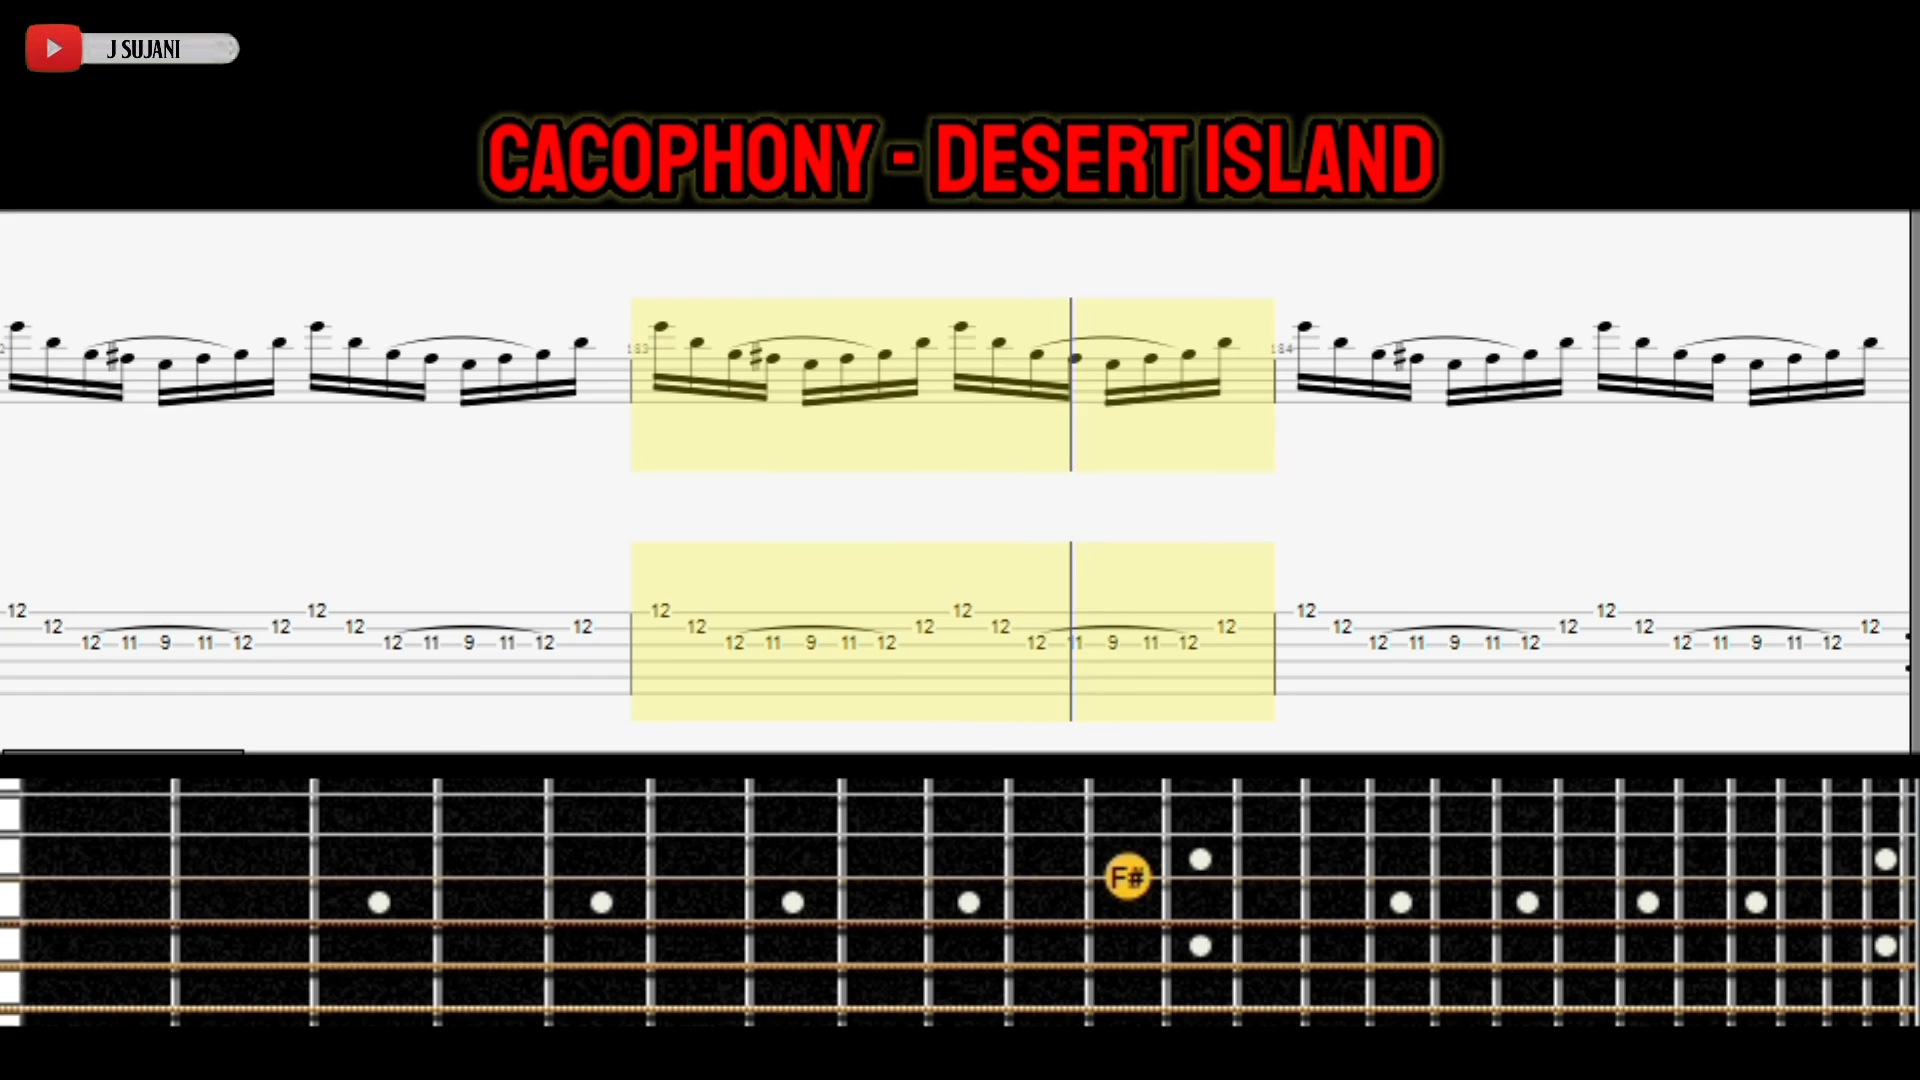 J SUJANI
CACOPHONY - DESERT ISLAND
183 184
12 12 12 12 12 12
12 12 12 12 12 12 12 12 12 12 12 12
12 11 9 11 12 12 11 9 11 12 12 11 9 11 12 12 11 9 11 12 12 11 9 11 12 12 11 9 11 12
F#